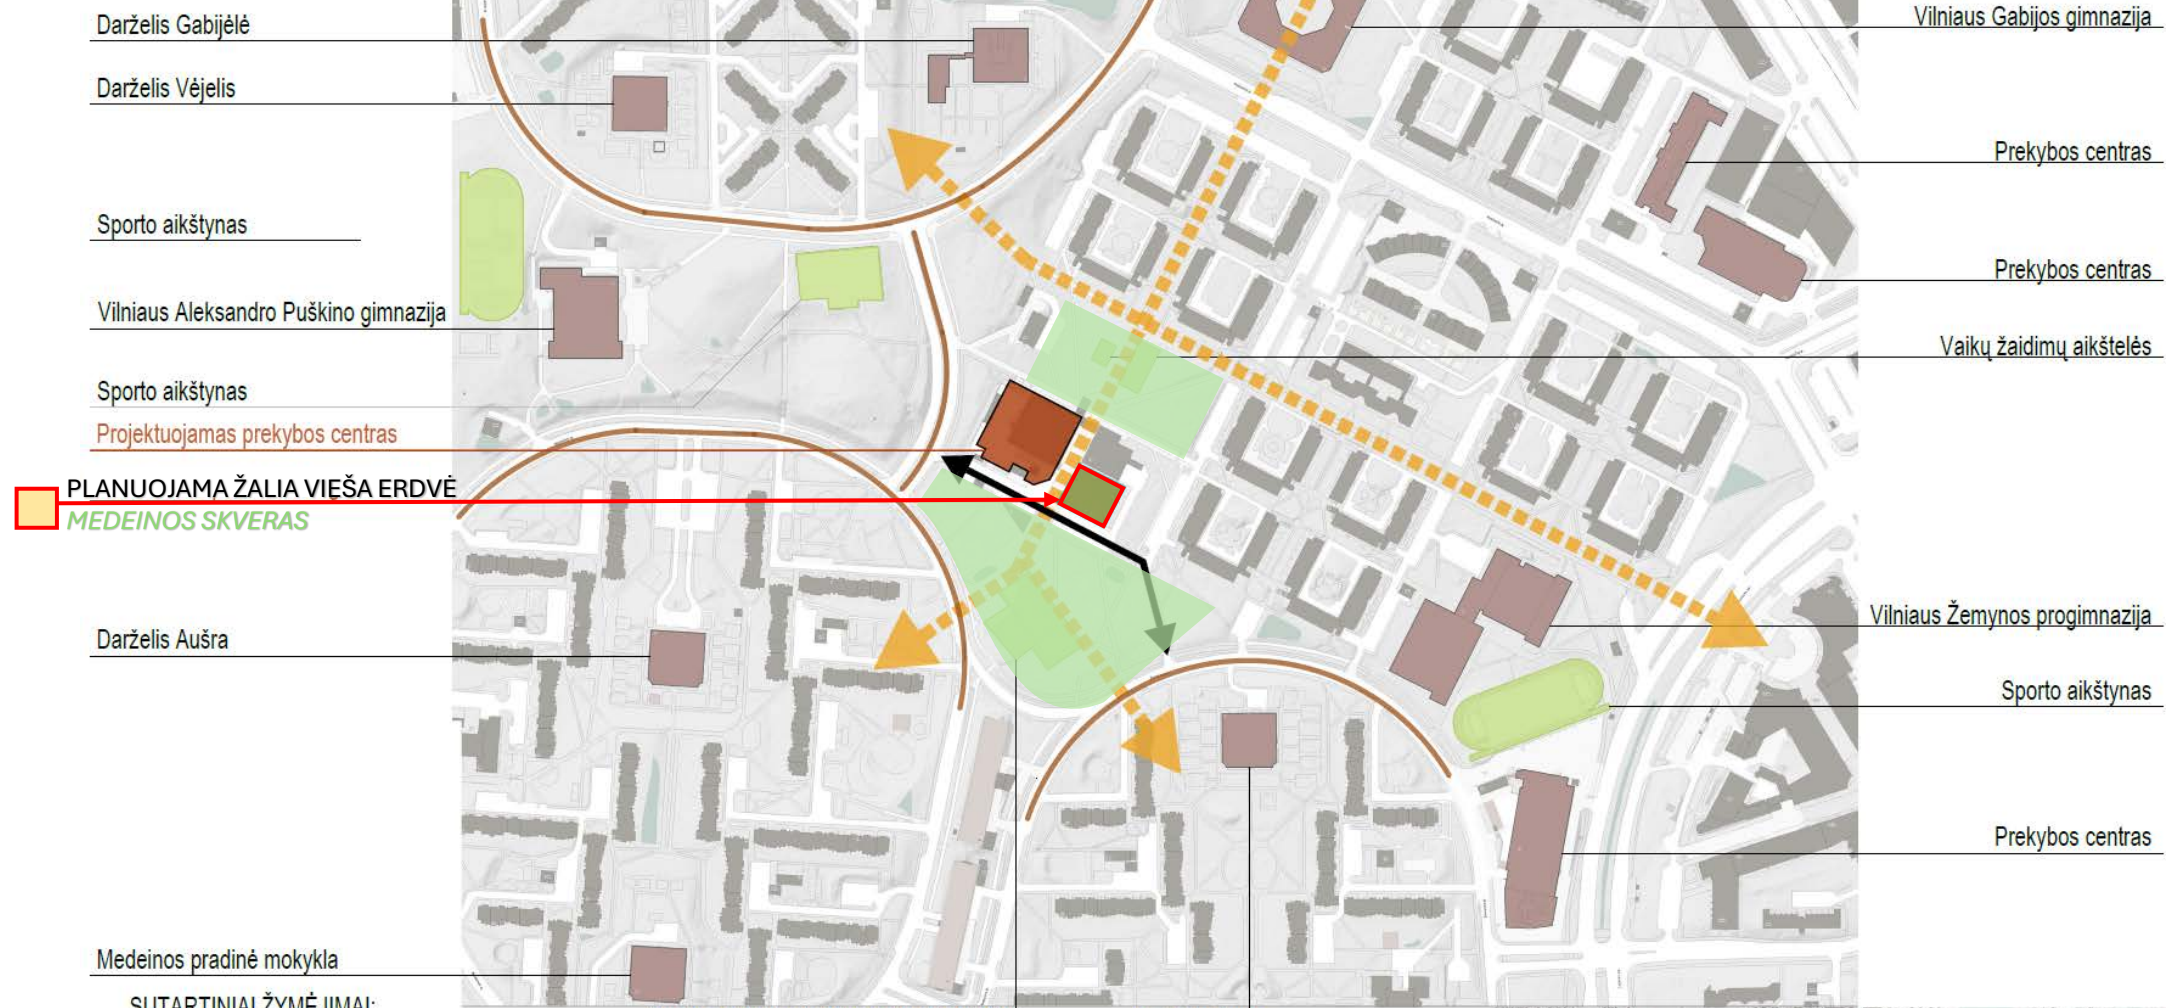 Darželis Gabijėlė
Darželis Vėjelis
Sporto aikštynas
Vilniaus Aleksandro Puškino gimnazija
Sporto aikštynas
Projektuojamas prekybos centras
PLANUOJAMA ŽALIA VIEŠA ERDVĖ
MEDEINOS SKVERAS
Darželis Aušra
Medeinos pradinė mokykla
SUTARTINIAI ŽYMĖJIMAI:
Vilniaus Gabijos gimnazija
Prekybos centras
Prekybos centras
Vaikų žaidimų aikštelės
Vilniaus Žemynos progimnazija
Sporto aikštynas
Prekybos centras